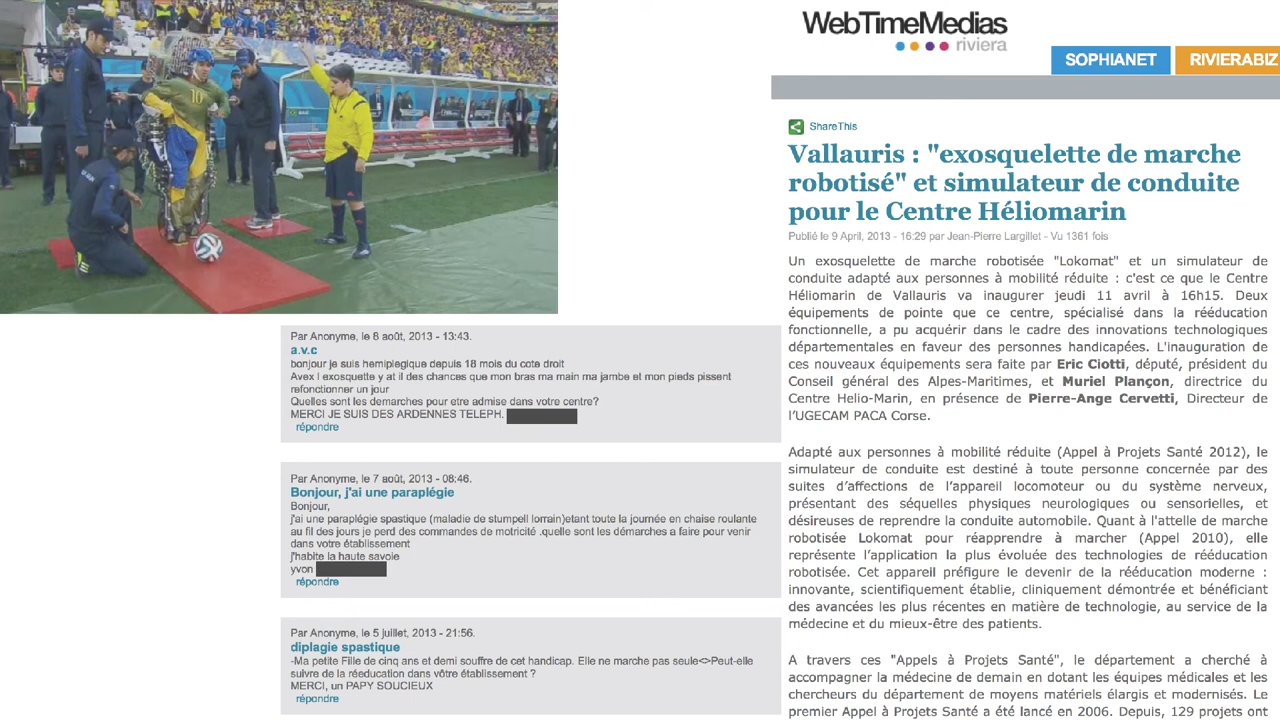 WebTimeMedias
riviera
SOPHIANET
RIVIERABIZ
ShareThis
Vallauris : "exosquelette de marche
robotisé" et simulateur de conduite
pour le Centre Héliomarin
Publié le 9 April, 2013 - 16:29 par Jean-Pierre Largillet - Vu 1361 fois
Un exosquelette de marche robotisée "Lokomat" et un simulateur de
conduite adapté aux personnes à mobilité réduite : c'est ce que le Centre
Héliomarin de Vallauris va inaugurer jeudi 11 avril à 16h15. Deux
équipements de pointe que ce centre, spécialisé dans la rééducation
fonctionnelle, a pu acquérir dans le cadre des innovations technologiques
départementales en faveur des personnes handicapées. L'inauguration de
ces nouveaux équipements sera faite par Eric Ciotti, député, président du
Conseil général des Alpes-Maritimes, et Muriel Plançon, directrice du
Centre Helio-Marin, en présence de Pierre-Ange Cervetti, Directeur de
l'UGECAM PACA Corse.
Adapté aux personnes à mobilité réduite (Appel à Projets Santé 2012), le
simulateur de conduite est destiné à toute personne concernée par des
suites d'affections de l'appareil locomoteur ou du système nerveux,
présentant des séquelles physiques neurologiques ou sensorielles, et
désireuses de reprendre la conduite automobile. Quant à l'attelle de marche
robotisée Lokomat pour réapprendre à marcher (Appel 2010), elle
représente l'application la plus évoluée des technologies de rééducation
robotisée. Cet appareil préfigure le devenir de la rééducation moderne :
innovante, scientifiquement établie, cliniquement démontrée et bénéficiant
des avancées les plus récentes en matière de technologie, au service de la
médecine et du mieux-être des patients.
A travers ces "Appels à Projets Santé", le département a cherché à
accompagner la médecine de demain en dotant les équipes médicales et les
chercheurs du département de moyens matériels élargis et modernisés. Le
premier Appel à Projets Santé a été lancé en 2006. Depuis, 129 projets ont
10
Par Anonyme, le 8 août, 2013 - 13:43.
a.v.c
bonjour je suis hemiplegique depuis 18 mois du cote droit
Avex l exosquette y at il des chances que mon bras ma main ma jambe et mon pieds pissent
refonctionner un jour
Quelles sont les demarches pour etre admise dans votre centre?
MERCI JE SUIS DES ARDENNES TELEPH.
répondre
Par Anonyme, le 7 août, 2013 - 08:46.
Bonjour, j'ai une paraplégie
Bonjour,
j'ai une paraplégie spastique (maladie de stumpell lorrain)etant toute la journée en chaise roulante
au fil des jours je perd des commandes de motricité .quelle sont les démarches a faire pour venir
dans votre établissement
j'habite la haute savoie
yvon
répondre
Par Anonyme, le 5 juillet, 2013 - 21:56.
diplagie spastique
-Ma petite Fille de cinq ans et demi souffre de cet handicap. Elle ne marche pas seule<>Peut-elle
suivre de la réeducation dans vôtre établissement ?
MERCI, un PAPY SOUCIEUX
répondre